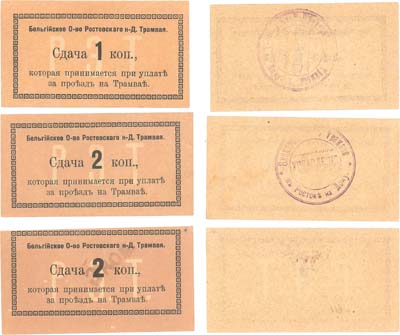 Бельгійское О-во Ростовскаго н-Д. Трамвая.
Сдача 1 коп.,
которая принимается при уплатѣ
за проѣздъ на Трамваѣ.
Бельгійское О-во Ростовскаго н-Д. Трамвая.
Сдача 2 коп.,
которая принимается при уплатѣ
за проѣздъ на Трамваѣ.
Бельгійское О-во Ростовскаго н-Д. Трамвая.
Сдача 2 коп.,
которая принимается при уплатѣ
за проѣздъ на Трамваѣ.